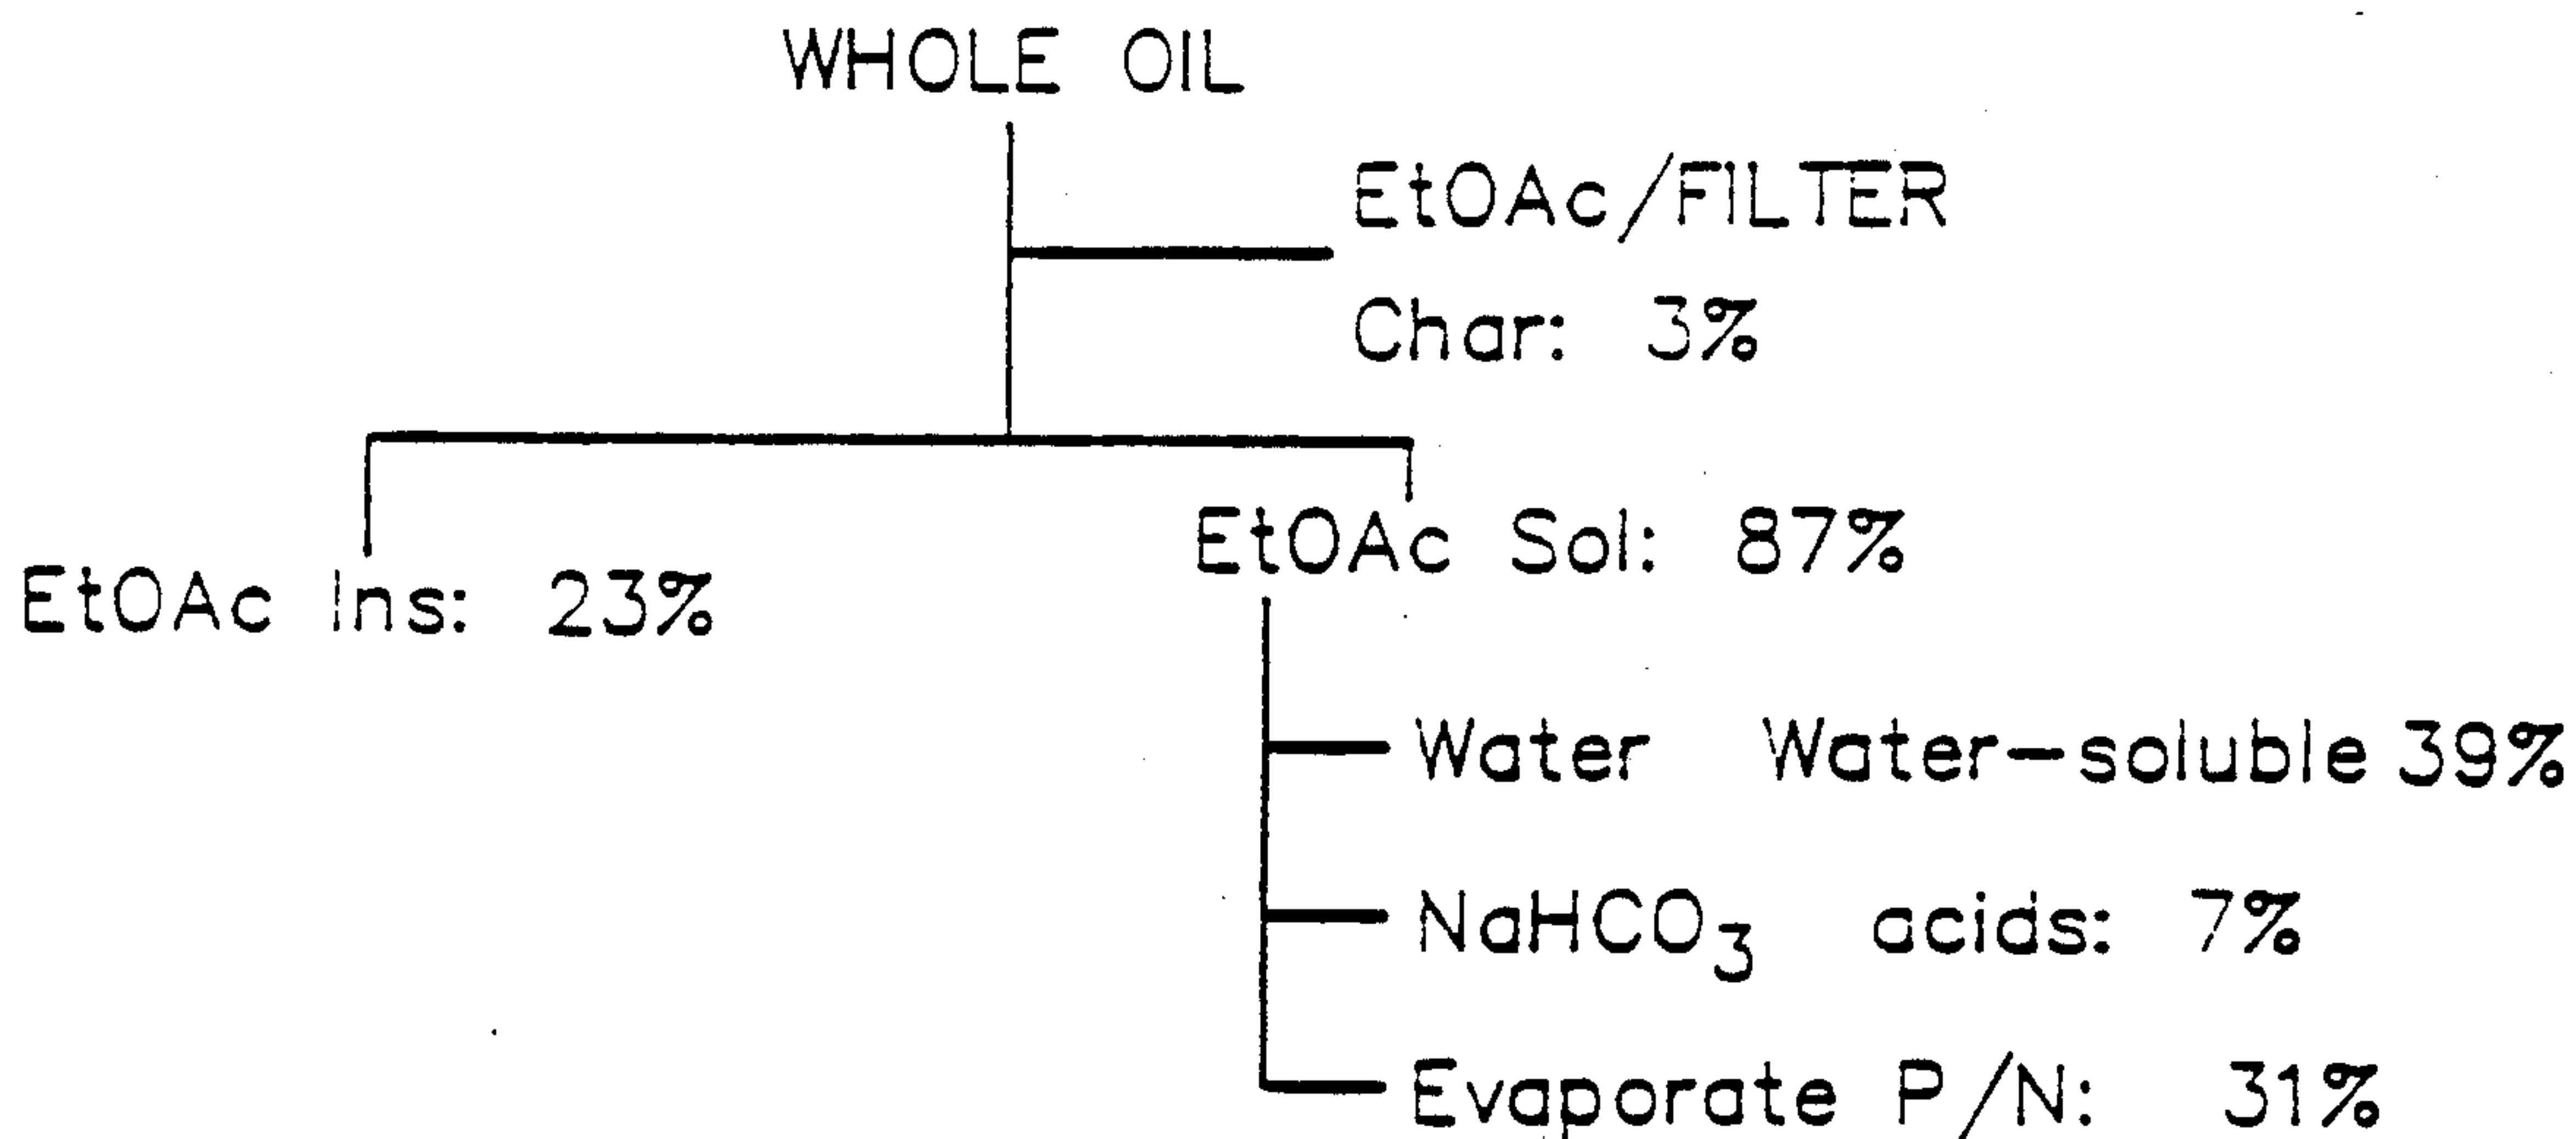 WHOLE OIL
EtOAc/FILTER
Char: 3%
EtOAc Sol: 87%
EtOAc Ins: 23%
Water Water-soluble 39%
NaHCO₃ acids: 7%
Evaporate P/N: 31%